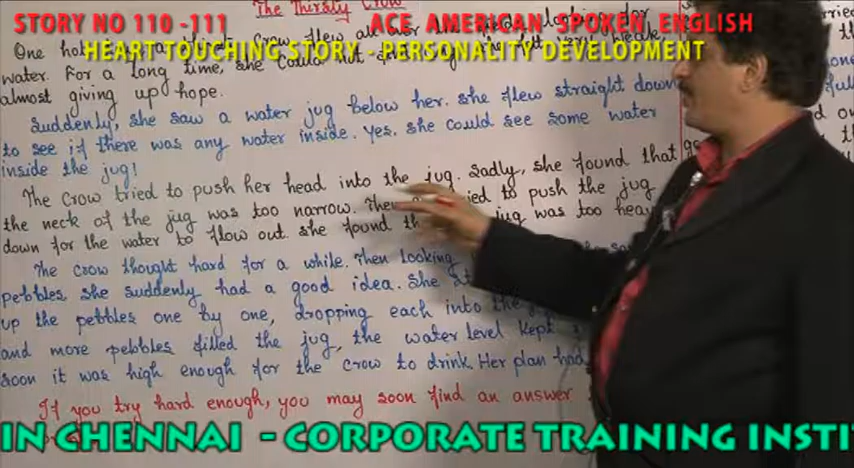 The Thirsty Crow
STORY NO 110 -111 ACE AMERICAN SPOKEN ENGLISH
HEART TOUCHING STORY - PERSONALITY DEVELOPMENT
One hot
water. For a long time, she could not
almost giving up hope.
Suddenly, she saw a water jug below her. She flew straight down
to see if there was any water inside. Yes, she could see some water
inside the jug!
The Crow tried to push her head into the jug. Sadly, she found that
the neck of the jug was too narrow. Then tried to push the jug
down for the water to flow out. She found jug was too heavy
The crow thought hard for a while. Then Looking
pebbles. She suddenly had a good idea. She
up the pebbles one by one, dropping each into the
and more pebbles filled the jug, the water level kept
soon it was high enough for the crow to drink. Her plan had
If you try hard enough, you may soon find an answer
IN CHENNAI - CORPORATE TRAINING INSTI